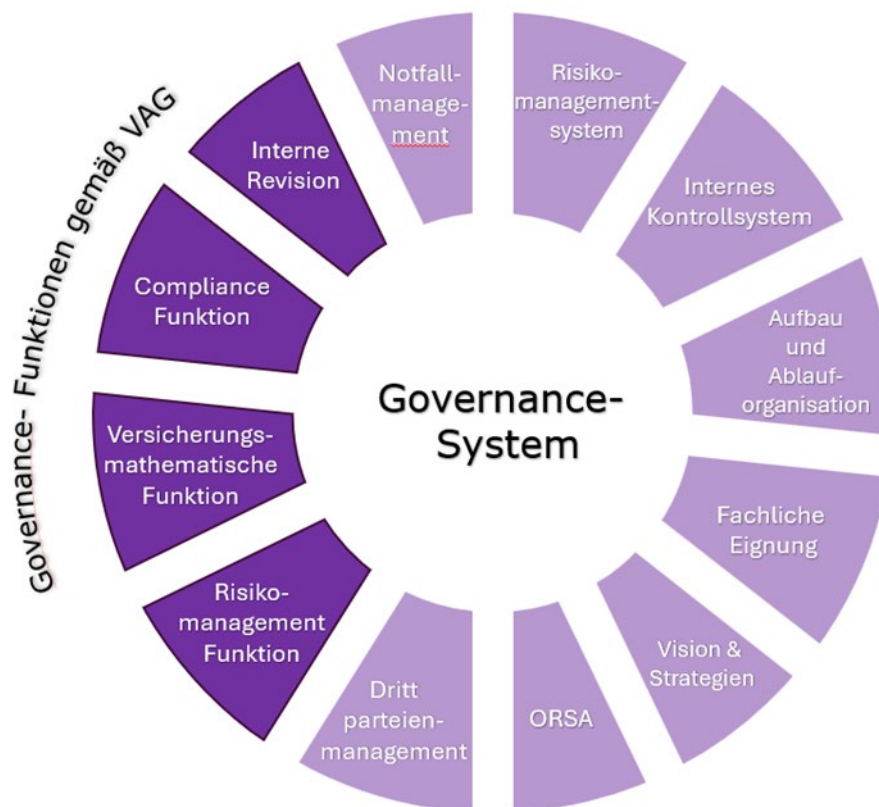 Governance- Funktionen gemäß VAG
Governance-
System
Notfall-
manage-
ment
Risiko-
management-
system
Internes
Kontrollsystem
Aufbau
und
Ablauf-
organisation
Fachliche
Eignung
Vision &
Strategien
ORSA
Dritt
parteien-
management
Risiko-
management
Funktion
Versicherungs-
mathematische
Funktion
Compliance
Funktion
Interne
Revision